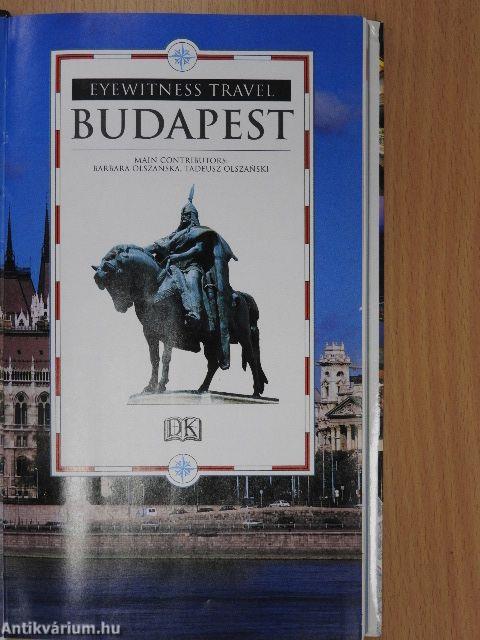 EYEWITNESS TRAVEL
BUDAPEST
MAIN CONTRIBUTORS:
BARBARA OLSZAŃSKA, TADEUSZ OLSZAŃSKI
DK
Antikvárium.hu